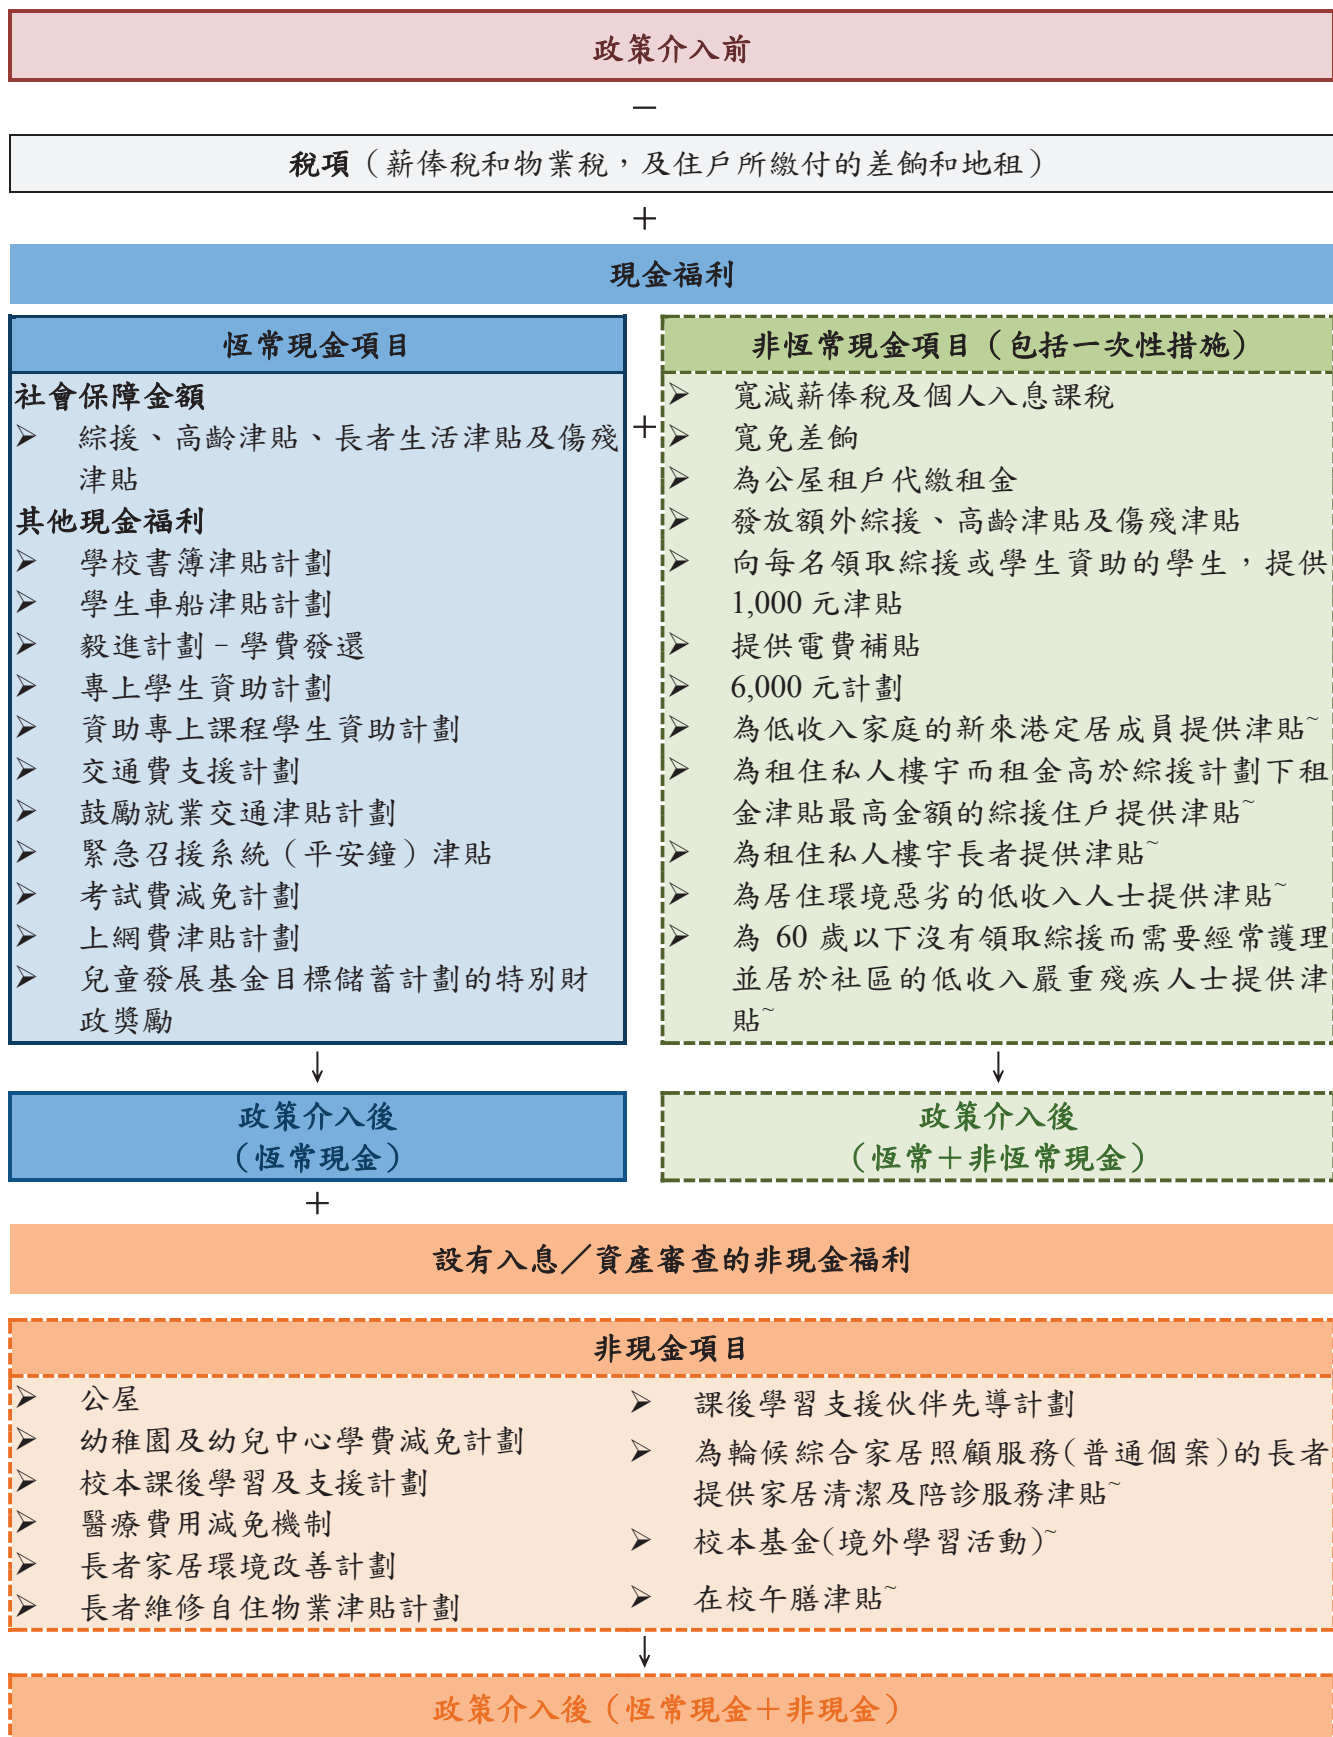 政策介入前
－
稅項（薪俸稅和物業稅，及住戶所繳付的差餉和地租）
＋
現金福利
恆常現金項目
社會保障金額
➢ 綜援、高齡津貼、長者生活津貼及傷殘
津貼
其他現金福利
➢ 學校書簿津貼計劃
➢ 學生車船津貼計劃
➢ 毅進計劃－學費發還
➢ 專上學生資助計劃
➢ 資助專上課程學生資助計劃
➢ 交通費支援計劃
➢ 鼓勵就業交通津貼計劃
➢ 緊急召援系統（平安鐘）津貼
➢ 考試費減免計劃
➢ 上網費津貼計劃
➢ 兒童發展基金目標儲蓄計劃的特別財
政獎勵
＋
非恆常現金項目（包括一次性措施）
➢ 寬減薪俸稅及個人入息課稅
➢ 寬免差餉
➢ 為公屋租戶代繳租金
➢ 發放額外綜援、高齡津貼及傷殘津貼
➢ 向每名領取綜援或學生資助的學生，提供
1,000 元津貼
➢ 提供電費補貼
➢ 6,000 元計劃
➢ 為低收入家庭的新來港定居成員提供津貼~
➢ 為租住私人樓宇而租金高於綜援計劃下租
金津貼最高金額的綜援住戶提供津貼~
➢ 為租住私人樓宇長者提供津貼~
➢ 為居住環境惡劣的低收入人士提供津貼~
➢ 為 60 歲以下沒有領取綜援而需要經常護理
並居於社區的低收入嚴重殘疾人士提供津
貼~
↓
↓
政策介入後
（恆常現金）
政策介入後
（恆常＋非恆常現金）
＋
設有入息／資產審查的非現金福利
非現金項目
➢ 公屋
➢ 幼稚園及幼兒中心學費減免計劃
➢ 校本課後學習及支援計劃
➢ 醫療費用減免機制
➢ 長者家居環境改善計劃
➢ 長者維修自住物業津貼計劃
➢ 課後學習支援伙伴先導計劃
➢ 為輪候綜合家居照顧服務(普通個案)的長者
提供家居清潔及陪診服務津貼~
➢ 校本基金(境外學習活動)~
➢ 在校午膳津貼~
↓
政策介入後（恆常現金＋非現金）